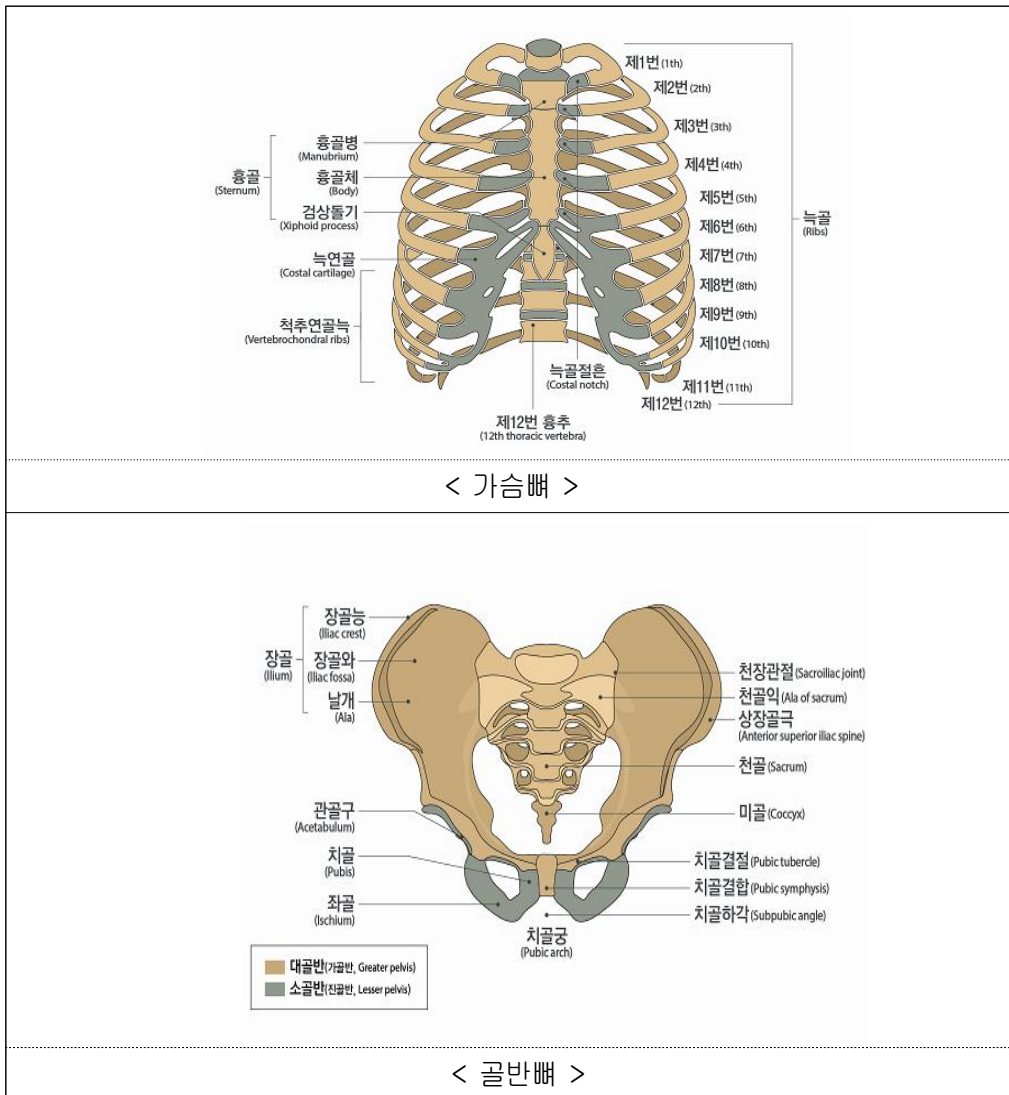 제1번 (1th)
제2번 (2th)
제3번 (3th)
흉골병
(Manubrium)
제4번 (4th)
흉골
(Sternum)
흉골체
(Body)
제5번 (5th)
검상돌기
(Xiphoid process)
제6번 (6th)
늑골
(Ribs)
늑연골
(Costal cartilage)
제7번 (7th)
제8번 (8th)
제9번 (9th)
척추연골늑
(Vertebrochondral ribs)
제10번 (10th)
늑골절흔
(Costal notch)
제11번 (11th)
제12번 (12th)
제12번 흉추
(12th thoracic vertebra)
< 가슴뼈 >
장골능
(Iliac crest)
장골
(Ilium)
장골와
(Iliac fossa)
날개
(Ala)
천장관절 (Sacroiliac joint)
천골익 (Ala of sacrum)
상장골극
(Anterior superior iliac spine)
천골 (Sacrum)
미골 (Coccyx)
관골구
(Acetabulum)
치골
(Pubis)
좌골
(Ischium)
치골결절 (Pubic tubercle)
치골결합 (Pubic symphysis)
치골하각 (Subpubic angle)
치골궁
(Pubic arch)
대골반(가골반, Greater pelvis)
소골반(진골반, Lesser pelvis)
< 골반뼈 >